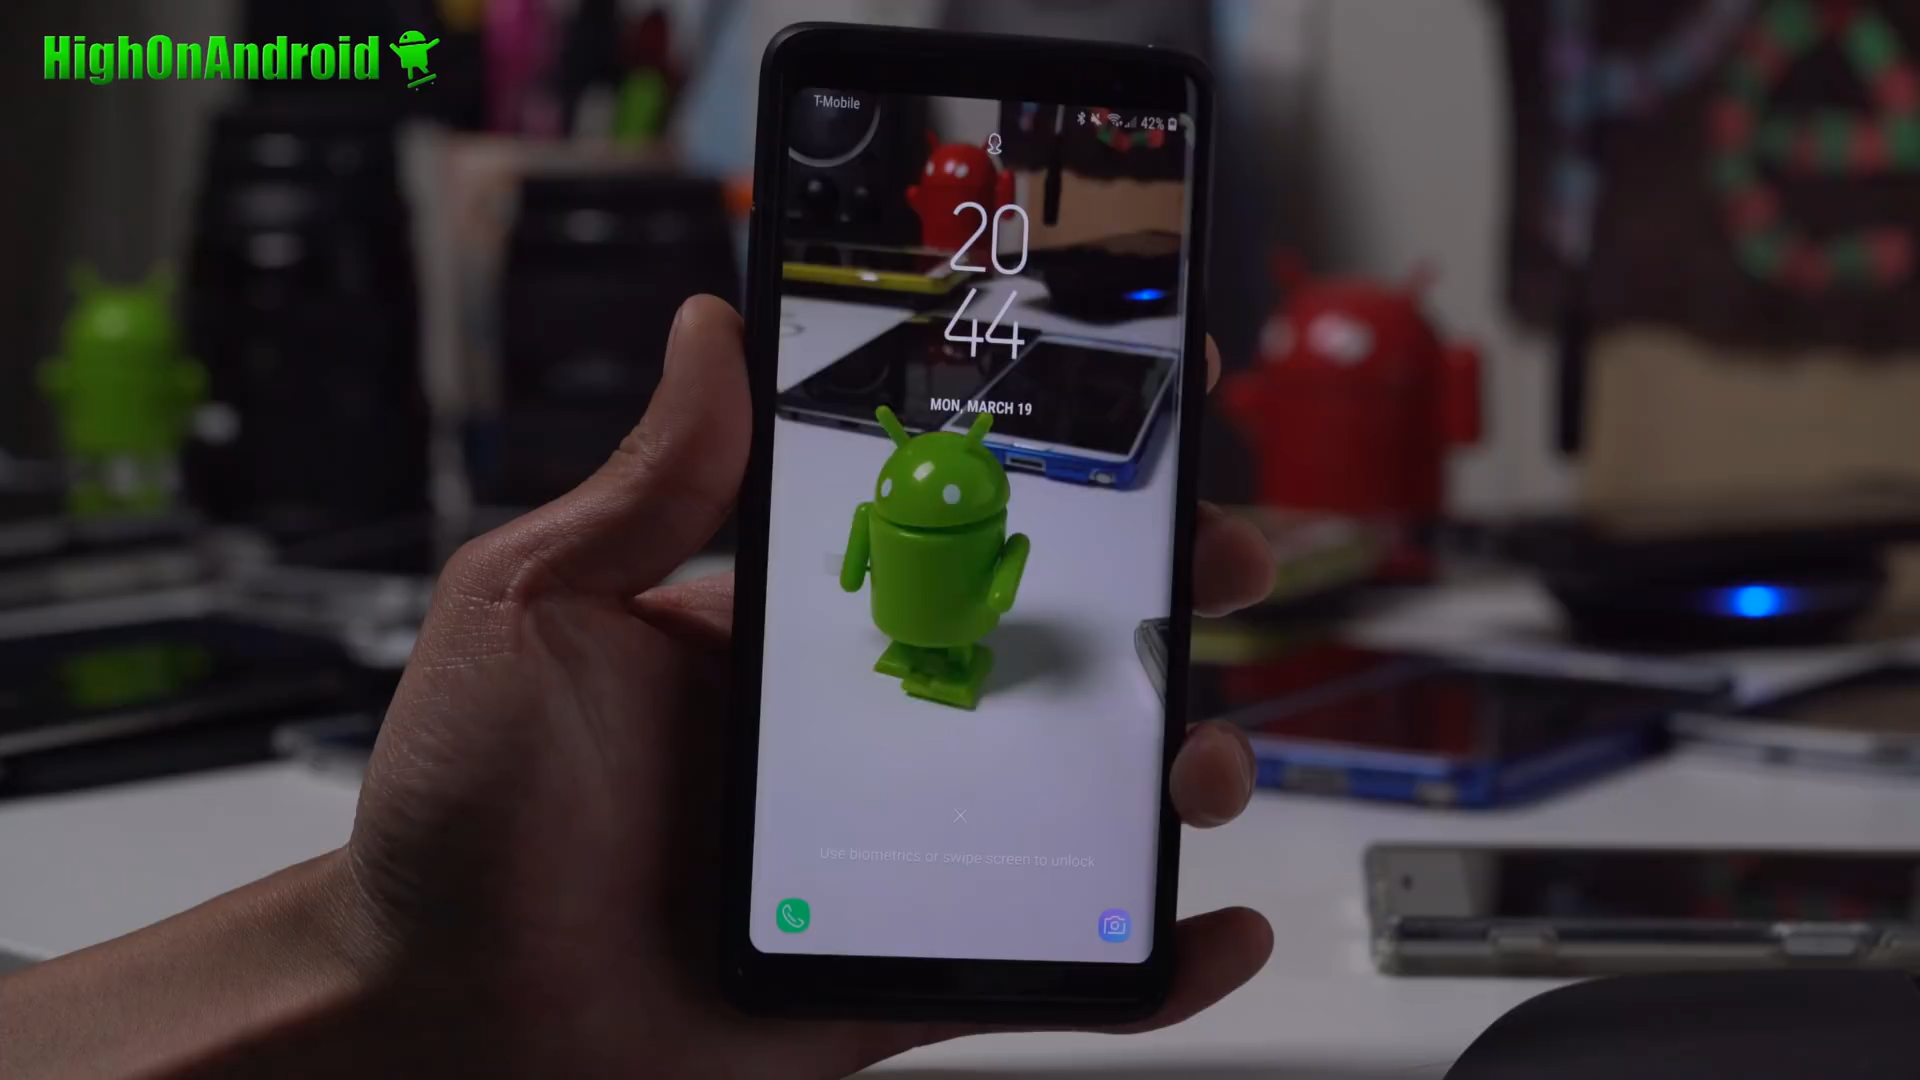 HighOnAndroid
T-Mobile
42%
20
44
MON, MARCH 19
Use biometrics or swipe screen to unlock